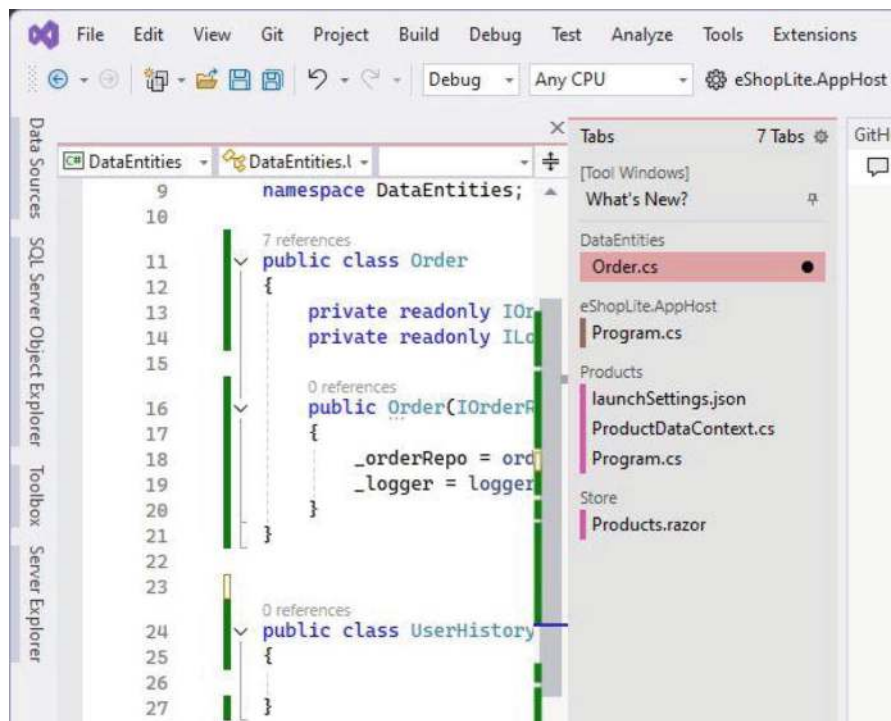 File Edit View Git Project Build Debug Test Analyze Tools Extensions
Debug Any CPU eShopLite.AppHost
Data Sources
SQL Server Object Explorer
Toolbox
Server Explorer
C# DataEntities DataEntities.
9 namespace DataEntities;
10
7 references
11 public class Order
12 {
13 private readonly IOr
14 private readonly ILo
15
0 references
16 public Order(IOrderR
17 {
18 _orderRepo = ord
19 _logger = logger
20 }
21 }
22
23
0 references
24 public class UserHistory
25 {
26
27 }
Tabs 7 Tabs
[Tool Windows]
What's New?
DataEntities
Order.cs
eShopLite.AppHost
Program.cs
Products
launchSettings.json
ProductDataContext.cs
Program.cs
Store
Products.razor
GitH